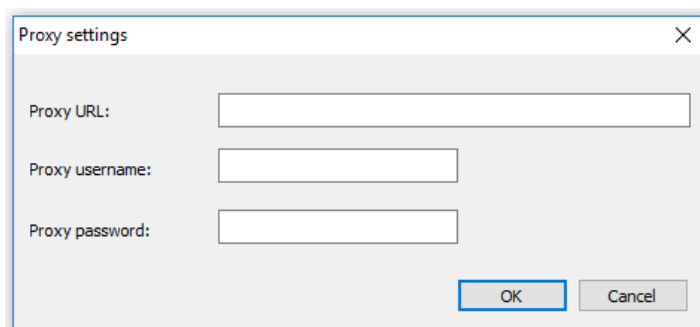 Proxy settings
Proxy URL:
Proxy username:
Proxy password:
OK Cancel